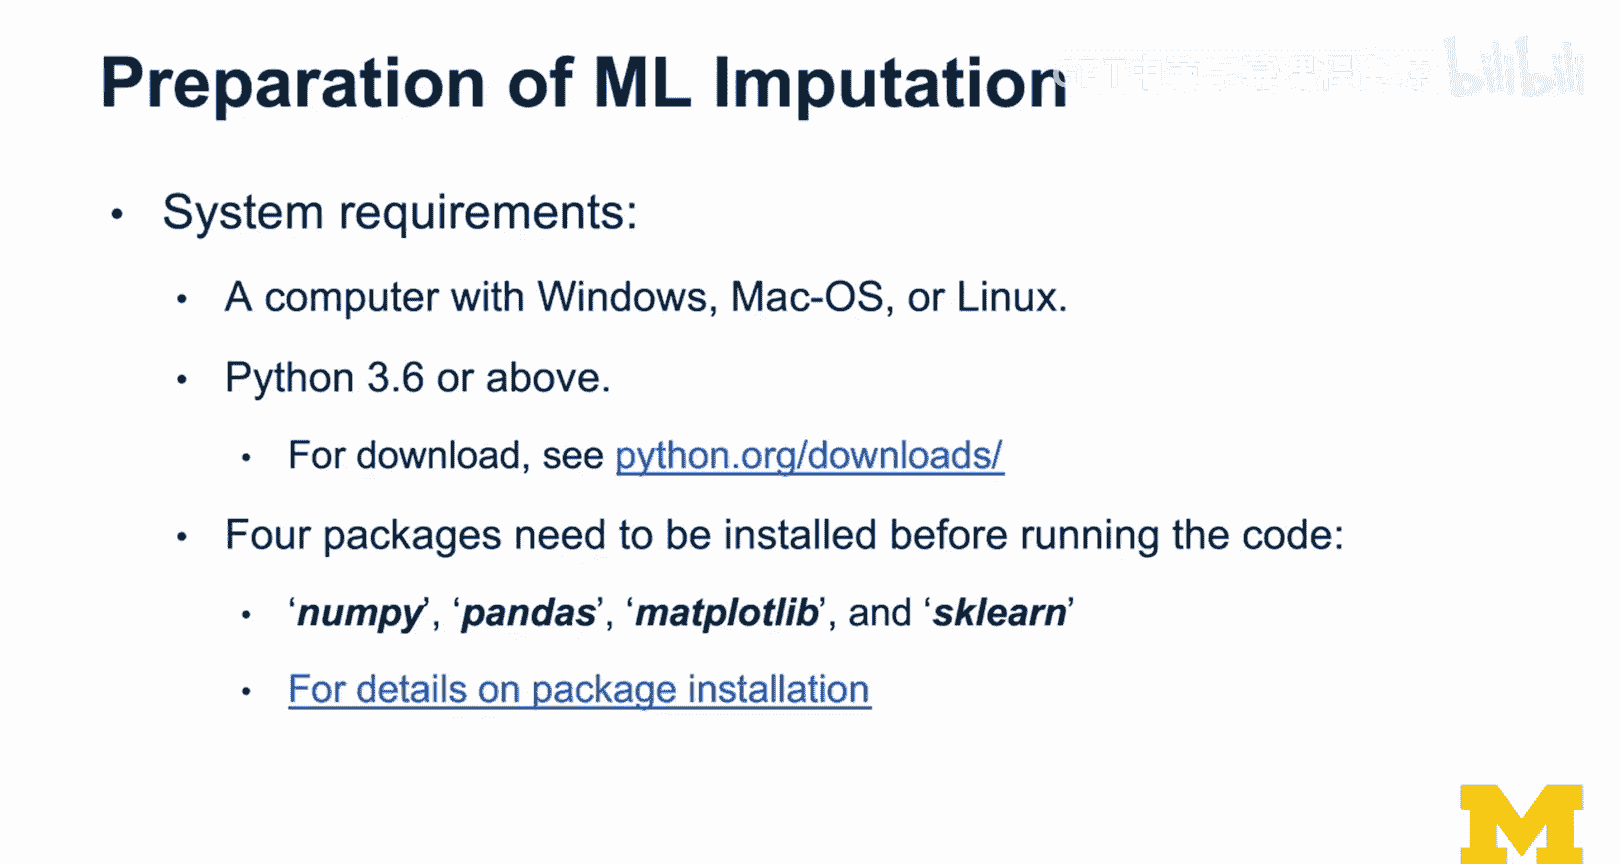 Preparation of ML Imputation
bilibili
• System requirements:
• A computer with Windows, Mac-OS, or Linux.
• Python 3.6 or above.
• For download, see python.org/downloads/
• Four packages need to be installed before running the code:
• ‘numpy’, ‘pandas’, ‘matplotlib’, and ‘sklearn’
• For details on package installation
M